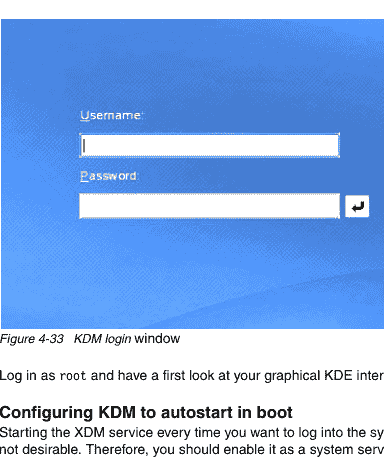 Username:
Password:
Figure 4-33 KDM login window
Log in as root and have a first look at your graphical KDE inter
Configuring KDM to autostart in boot
Starting the XDM service every time you want to log into the sy
not desirable. Therefore, you should enable it as a system serv